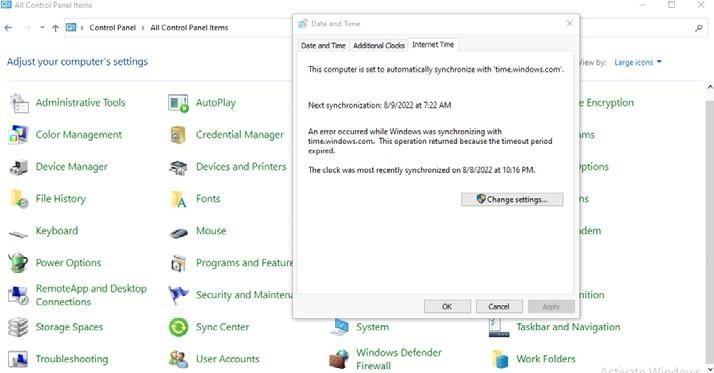 All Control Panel Items
Control Panel > All Control Panel Items
Adjust your computer's settings
View by: Large icons
Administrative Tools
AutoPlay
Encryption
Color Management
Credential Manager
Options
Device Manager
Devices and Printers
File History
Fonts
Keyboard
Mouse
Power Options
Programs and Feature
RemoteApp and Desktop
Connections
Security and Maintena
Storage Spaces
Sync Center
System
Taskbar and Navigation
Troubleshooting
User Accounts
Windows Defender
Firewall
Work Folders
Date and Time
Date and Time
Additional Clocks
Internet Time
This computer is set to automatically synchronize with 'time.windows.com'.
Next synchronization: 8/9/2022 at 7:22 AM
An error occurred while Windows was synchronizing with
time.windows.com. This operation returned because the timeout period
expired.
The clock was most recently synchronized on 8/8/2022 at 10:16 PM.
Change settings...
OK
Cancel
Apply
Activate Windows